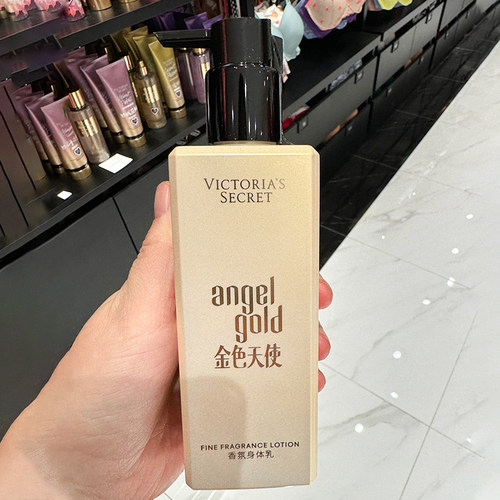 VICTORIA'S
SECRET
angel
gold
金色天使
FINE FRAGRANCE LOTION
香氛身体乳